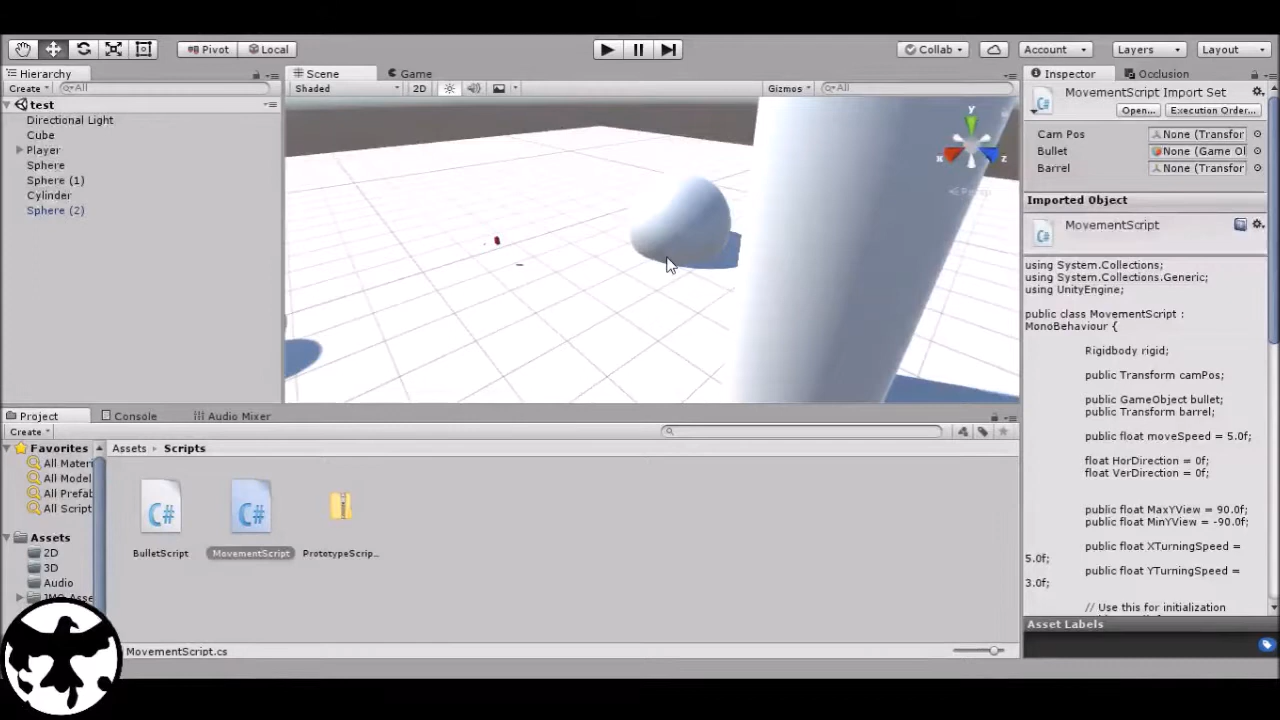 Pivot
Local
Collab
Account
Layers
Layout
Hierarchy
Create
All
test
Directional Light
Cube
Player
Sphere
Sphere (1)
Cylinder
Sphere (2)
Scene
Game
Shaded
2D
Gizmos
All
y
x
z
Persp
Inspector
Occlusion
MovementScript Import Set
Open...
Execution Order...
Cam Pos
None (Transfor
Bullet
None (Game Ol
Barrel
None (Transfor
Imported Object
MovementScript
using System.Collections;
using System.Collections.Generic;
using UnityEngine;
public class MovementScript :
MonoBehaviour {
Rigidbody rigid;
public Transform camPos;
public GameObject bullet;
public Transform barrel;
public float moveSpeed = 5.0f;
float HorDirection = 0f;
float VerDirection = 0f;
public float MaxYView = 90.0f;
public float MinYView = -90.0f;
public float XTurningSpeed =
5.0f;
public float YTurningSpeed =
3.0f;
// Use this for initialization
Asset Labels
Project
Console
Audio Mixer
Create
Favorites
All Mater
All Model
All Prefab
All Script
Assets
2D
3D
Audio
Assets
Scripts
C#
C#
BulletScript
MovementScript
PrototypeScrip...
MovementScript.cs